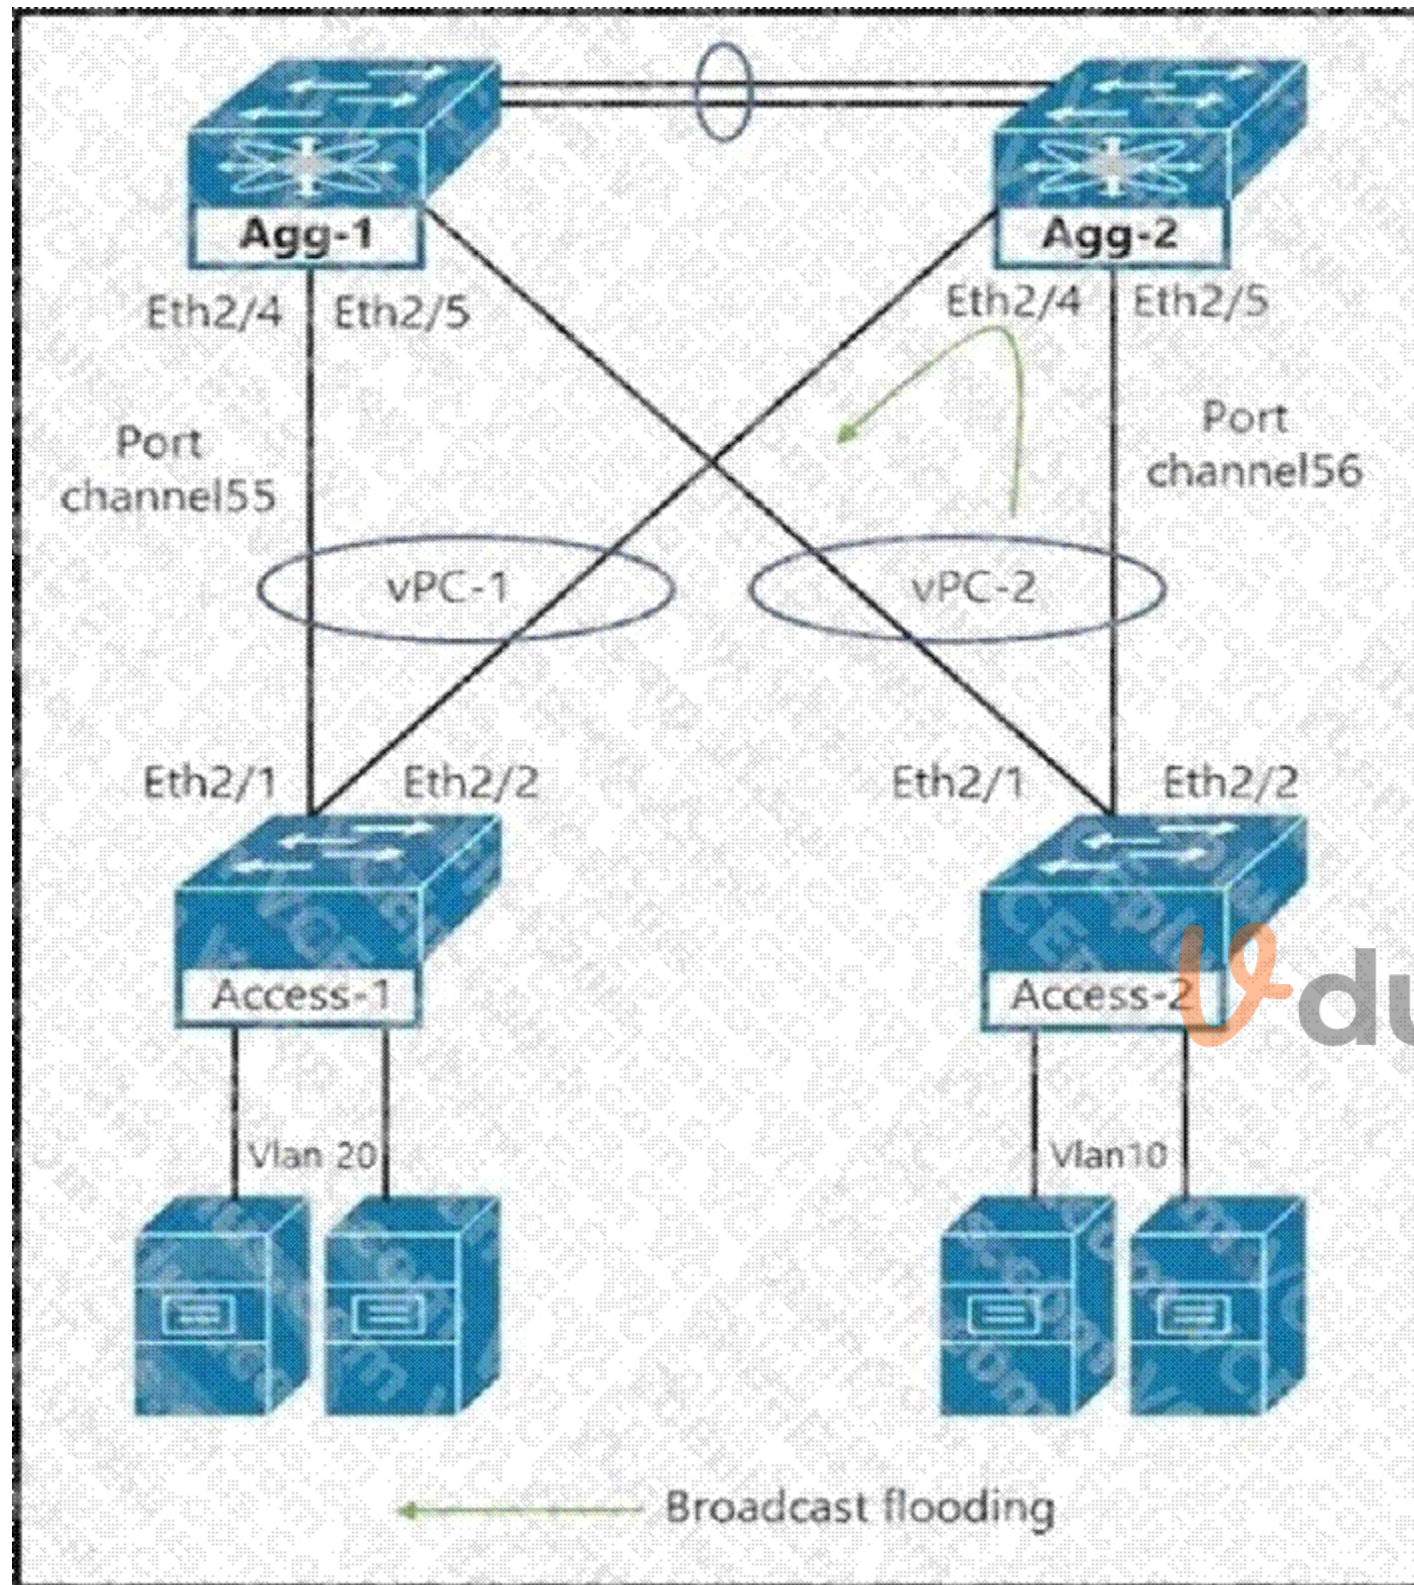 Agg-1
Agg-2
Eth2/4
Eth2/5
Eth2/4
Eth2/5
Port
channel55
Port
channel56
vPC-1
vPC-2
Eth2/1
Eth2/2
Eth2/1
Eth2/2
Access-1
Access-2
du
Vlan 20
Vlan10
Broadcast flooding